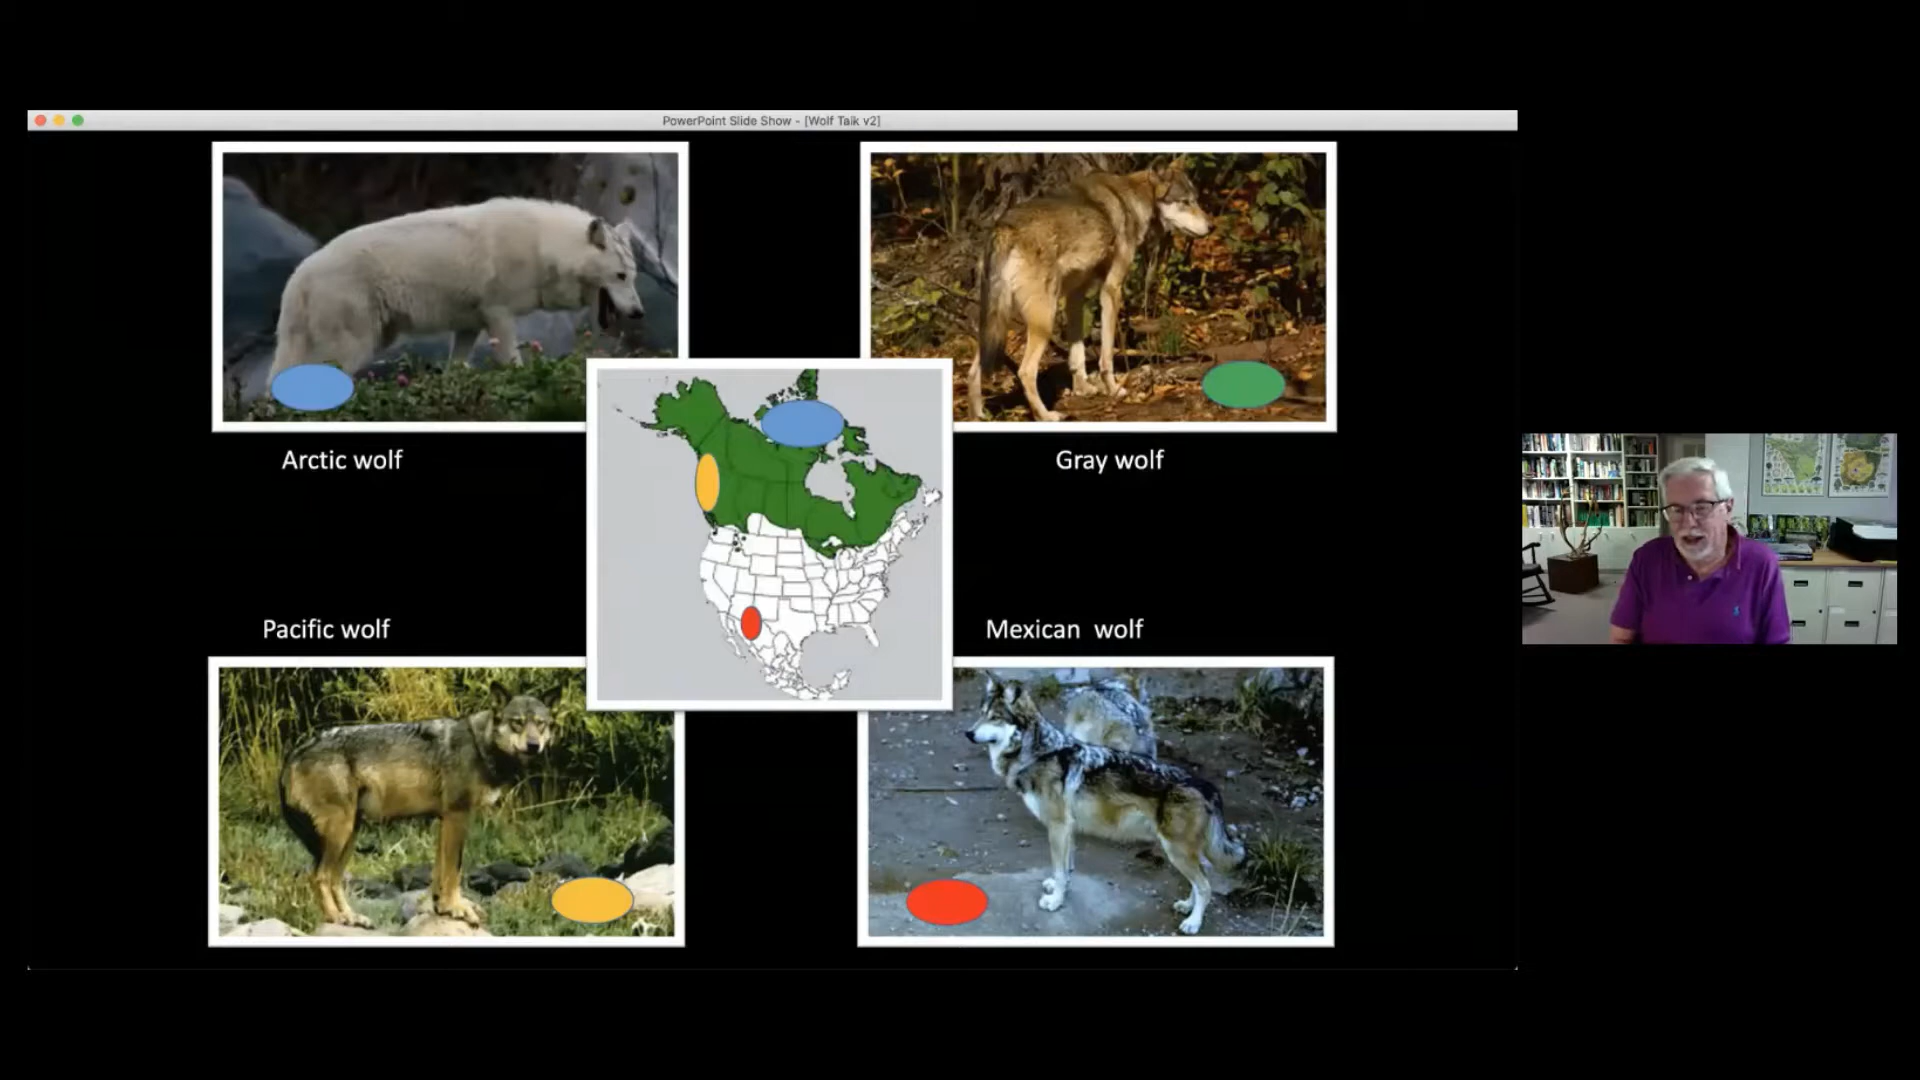 PowerPoint Slide Show - [Wolf Talk v2]
Arctic wolf
Gray wolf
Pacific wolf
Mexican  wolf